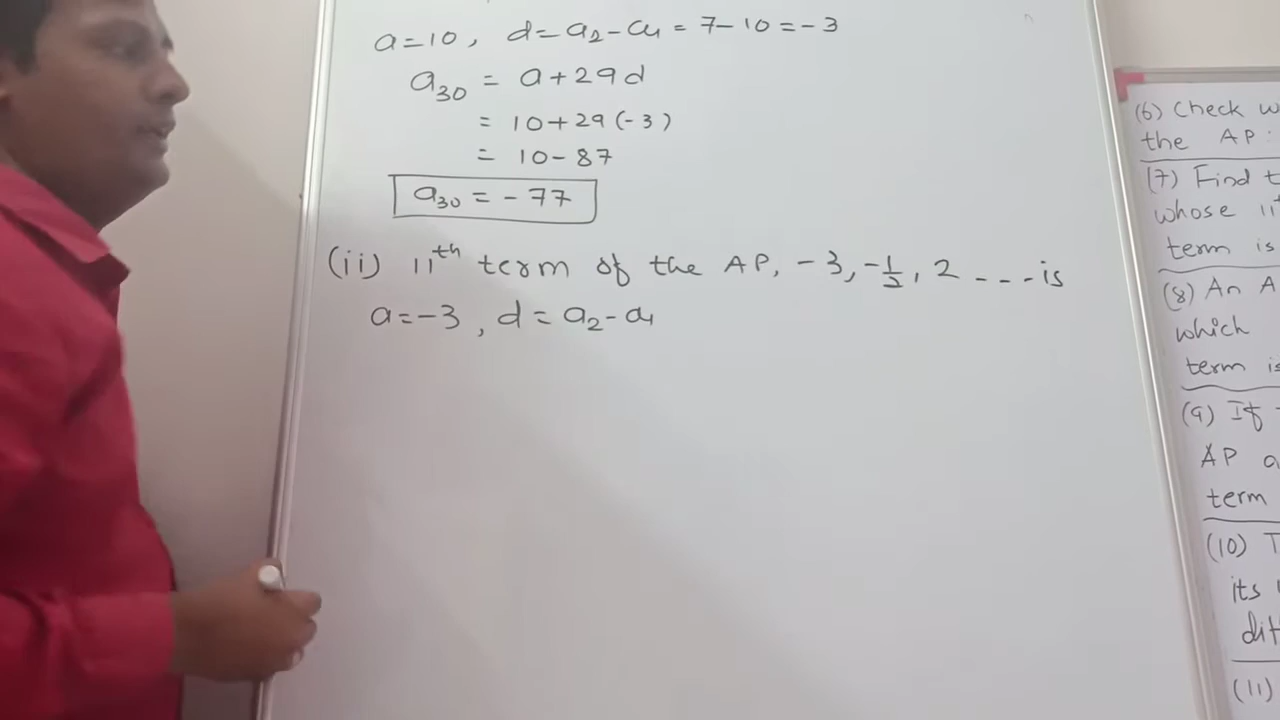 a=10, d=a₂-a₁ = 7-10 = -3
a₃₀ = a+29d
= 10+29(-3)
= 10-87
a₃₀ = -77
(ii) 11th term of the AP, -3, -1/2, 2 ---- is
a=-3, d = a₂-a₁
(6) Check
the AP:
(7) Find
whose 11
term is
(8) An A
which
term is
(9) If
AP
term
(10) T
its
(11)